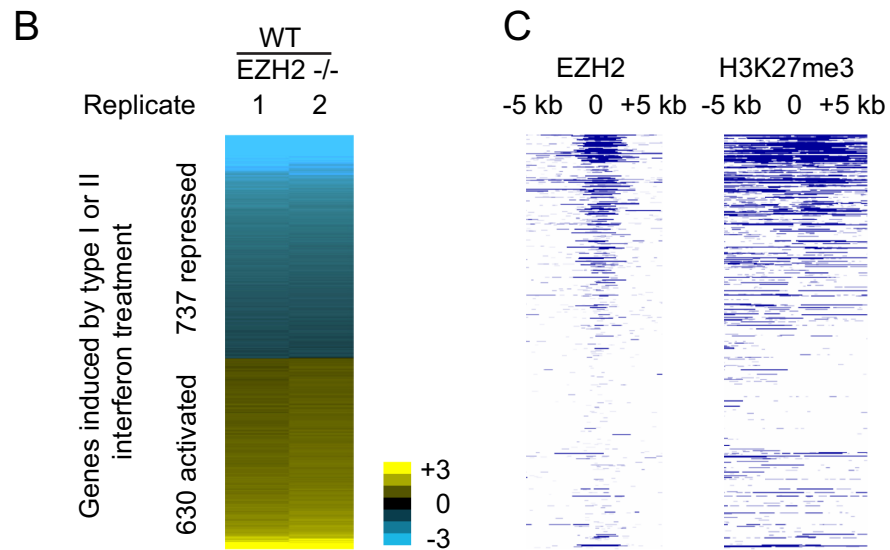 B
WT
EZH2 -/-
Replicate 1 2
Genes induced by type I or II
interferon treatment
737 repressed
630 activated
+3
0
-3
C
EZH2
-5 kb 0 +5 kb
H3K27me3
-5 kb 0 +5 kb